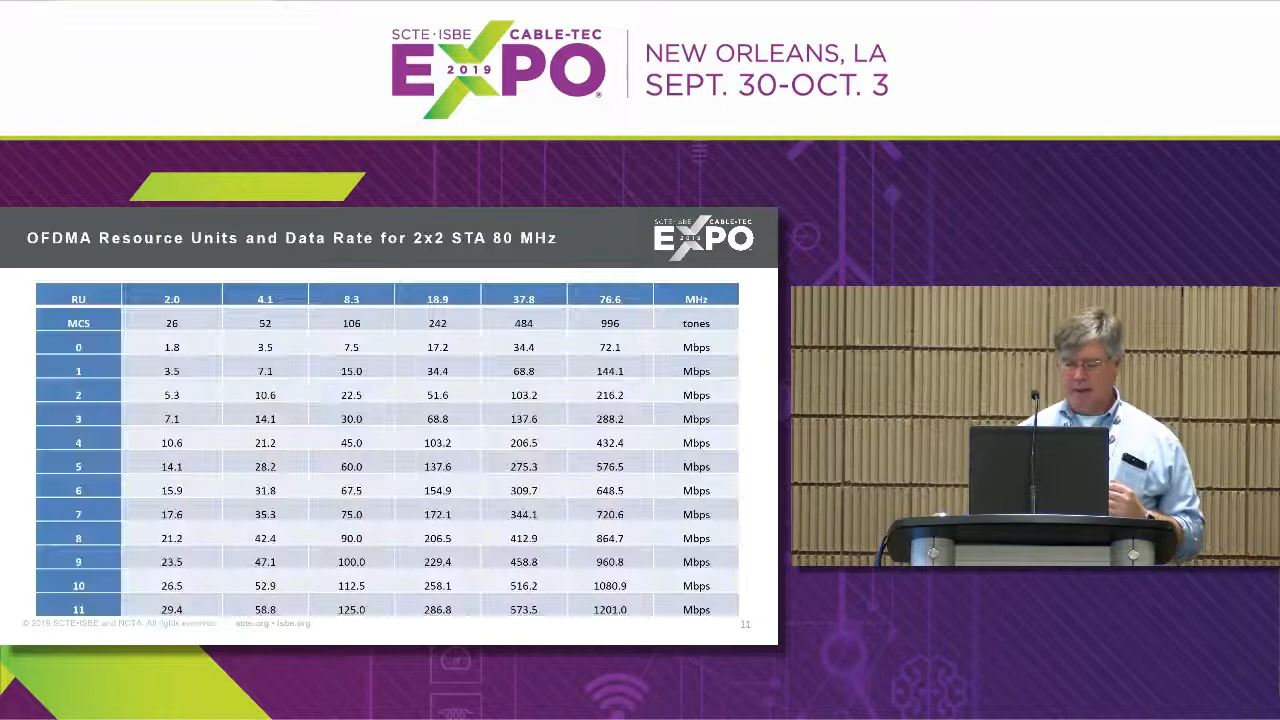 SCTE·ISBE CABLE-TEC
EXPO
2019
NEW ORLEANS, LA
SEPT. 30-OCT. 3
OFDMA Resource Units and Data Rate for 2x2 STA 80 MHz
SCTE·ISBE CABLE-TEC
EXPO
2019
RU 2.0 4.1 8.3 18.9 37.8 76.6 MHz
MCS 26 52 106 242 484 996 tones
0 1.8 3.5 7.5 17.2 34.4 72.1 Mbps
1 3.5 7.1 15.0 34.4 68.8 144.1 Mbps
2 5.3 10.6 22.5 51.6 103.2 216.2 Mbps
3 7.1 14.1 30.0 68.8 137.6 288.2 Mbps
4 10.6 21.2 45.0 103.2 206.5 432.4 Mbps
5 14.1 28.2 60.0 137.6 275.3 576.5 Mbps
6 15.9 31.8 67.5 154.9 309.7 648.5 Mbps
7 17.6 35.3 75.0 172.1 344.1 720.6 Mbps
8 21.2 42.4 90.0 206.5 412.9 864.7 Mbps
9 23.5 47.1 100.0 229.4 458.8 960.8 Mbps
10 26.5 52.9 112.5 258.1 516.2 1080.9 Mbps
11 29.4 58.8 125.0 286.8 573.5 1201.0 Mbps
© 2019 SCTE•ISBE and NCTA. All rights reserved. scte.org • isbe.org 11